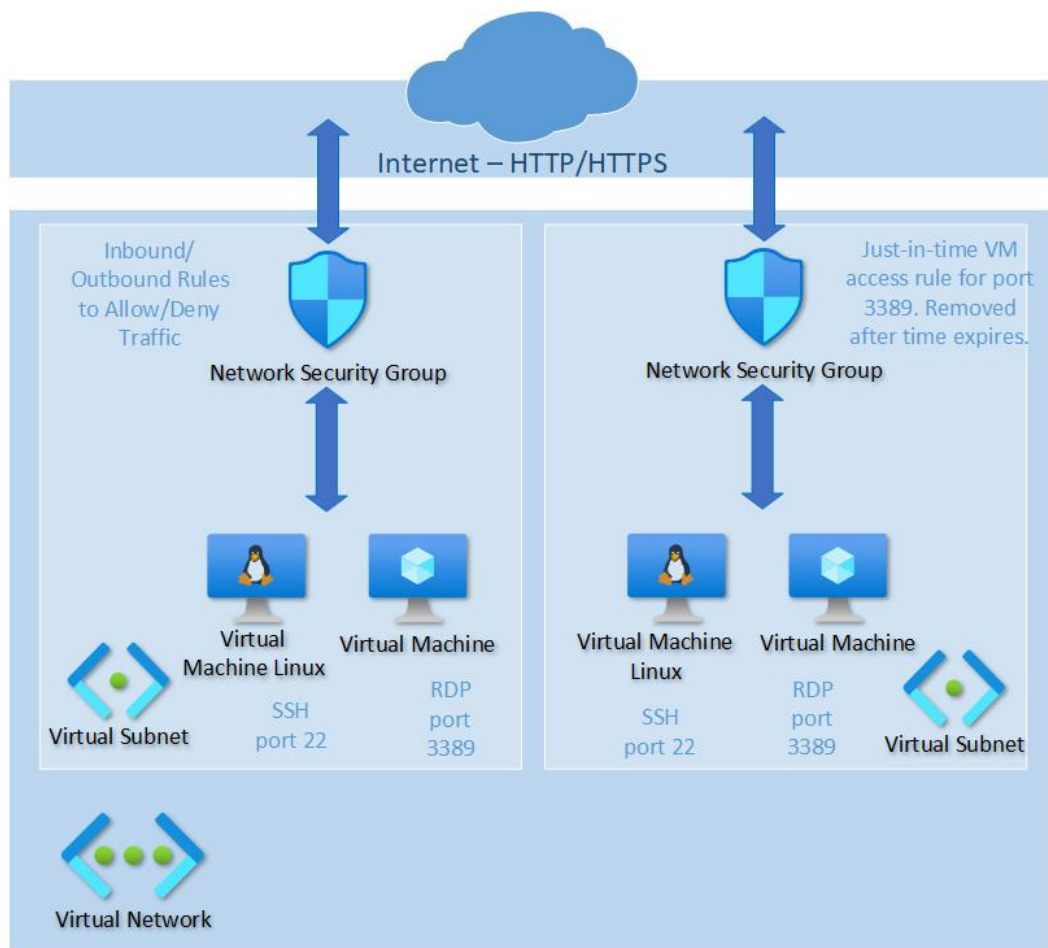 Internet – HTTP/HTTPS
Inbound/
Outbound Rules
to Allow/Deny
Traffic
Network Security Group
Virtual
Machine Linux
Virtual Machine
SSH
port 22
RDP
port
3389
Virtual Subnet
Just-in-time VM
access rule for port
3389. Removed
after time expires.
Network Security Group
Virtual Machine
Linux
Virtual Machine
SSH
port 22
RDP
port
3389
Virtual Subnet
Virtual Network